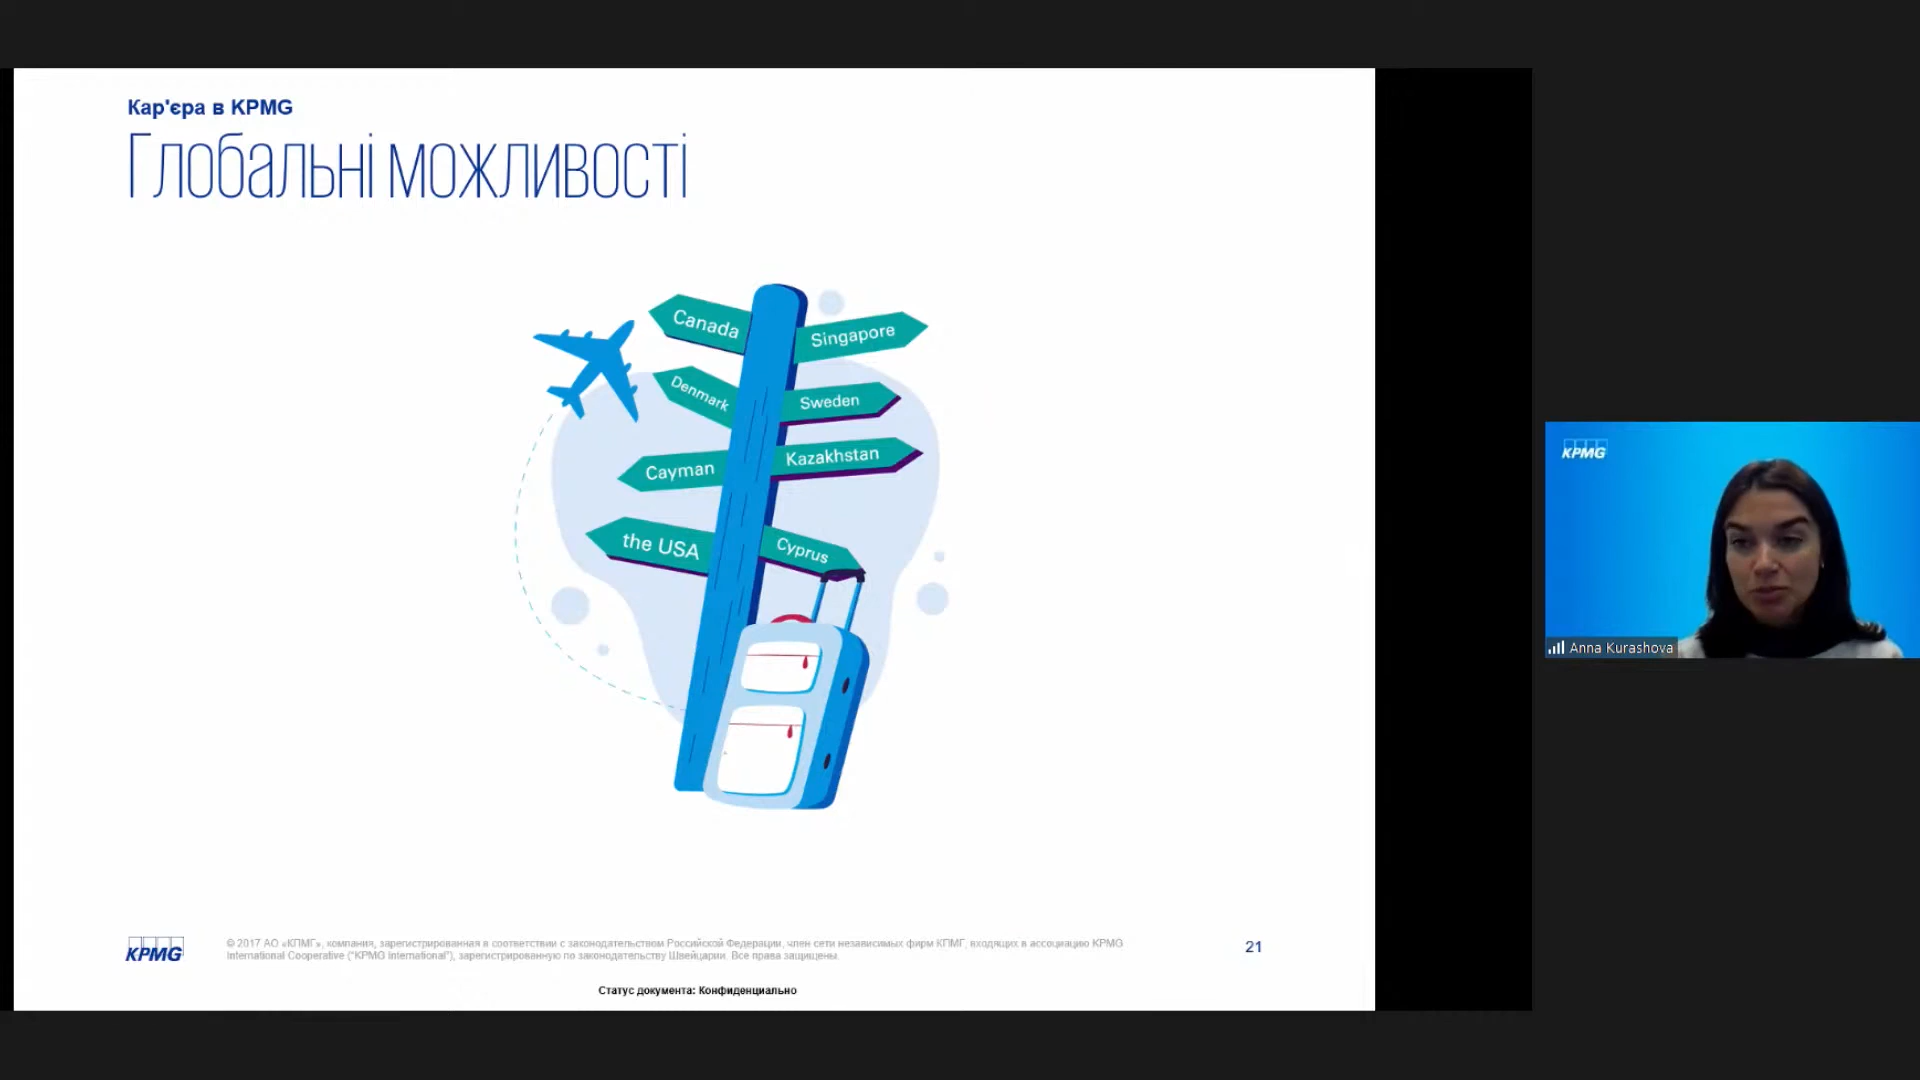 Кар'єра в KPMG
Глобальні можливості
Canada
Singapore
Denmark
Sweden
Cayman
Kazakhstan
the USA
Cyprus
KPMG
Anna Kurashova
KPMG
© 2017 АО «КПМГ», компания, зарегистрированная в соответствии с законодательством Российской Федерации, член сети независимых фирм КПМГ, входящих в ассоциацию KPMG
International Cooperative ("KPMG International"), зарегистрированную по законодательству Швейцарии. Все права защищены.
21
Статус документа: Конфиденциально